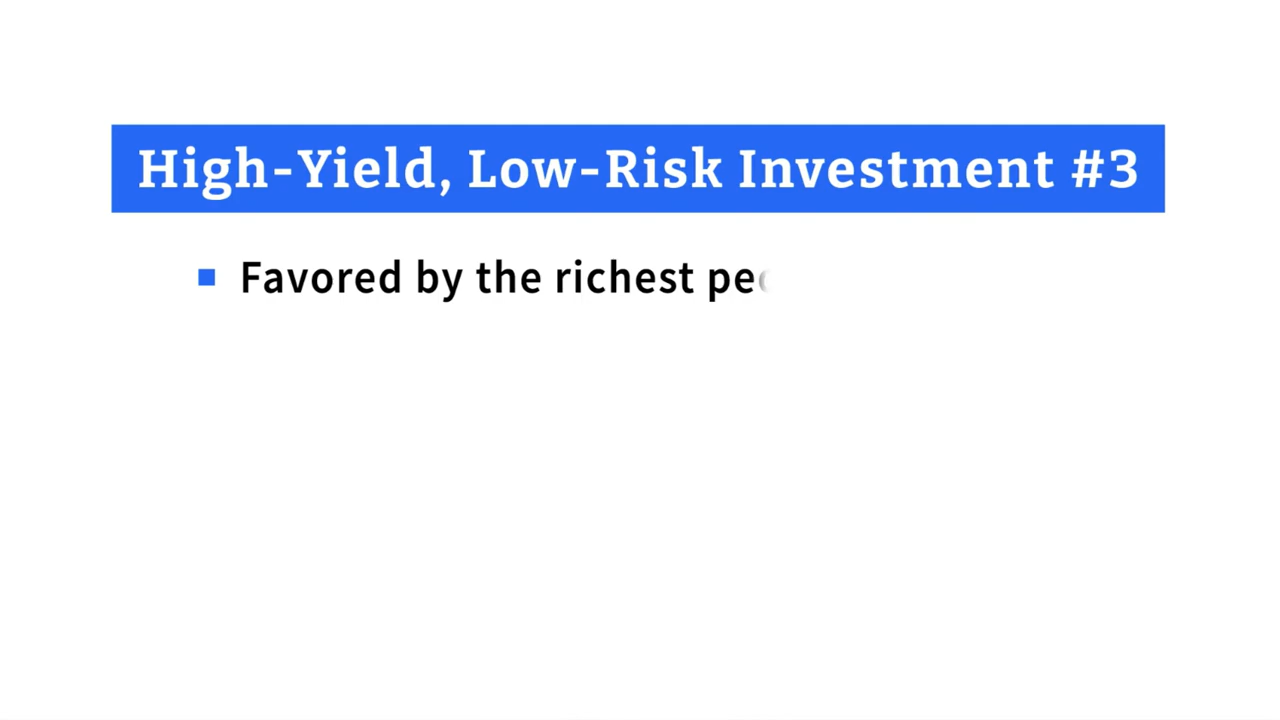 High-Yield, Low-Risk Investment #3
Favored by the richest